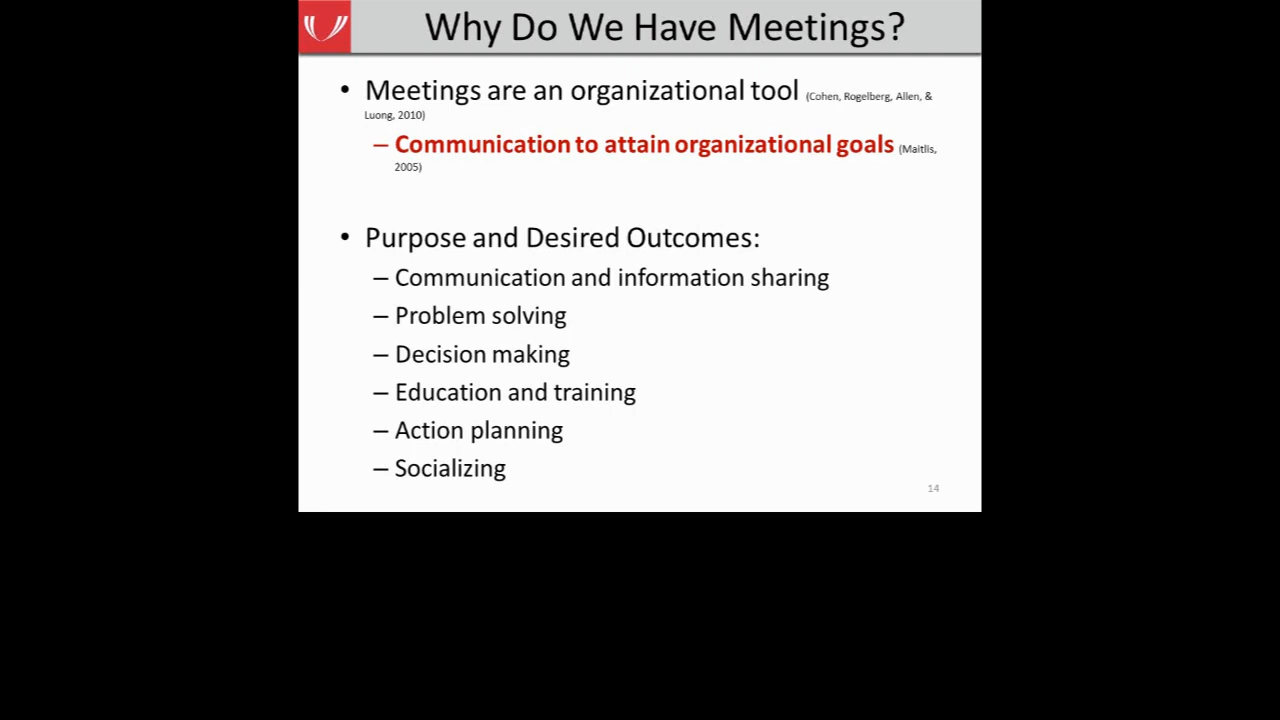 Why Do We Have Meetings?
• Meetings are an organizational tool (Cohen, Rogelberg, Allen, &
Luong, 2010)
– Communication to attain organizational goals (Maitlis,
2005)
• Purpose and Desired Outcomes:
– Communication and information sharing
– Problem solving
– Decision making
– Education and training
– Action planning
– Socializing
14